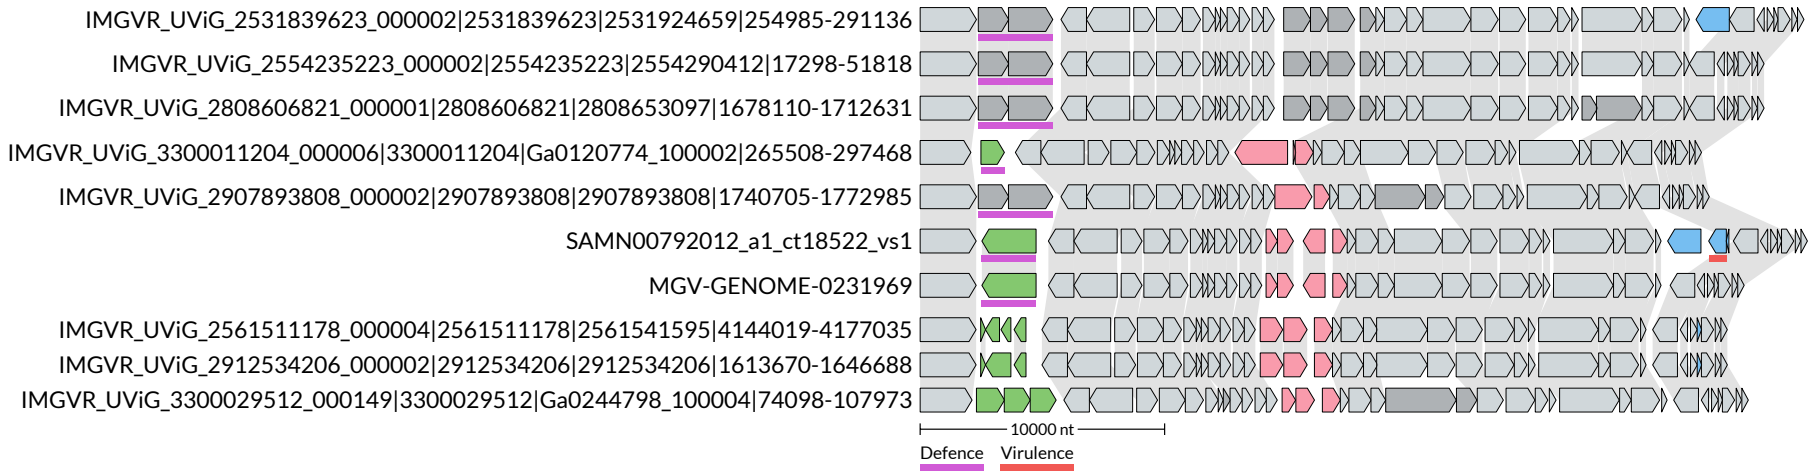 IMGVR_UViG_2531839623_000002|2531839623|2531924659|254985-291136
IMGVR_UViG_2554235223_000002|2554235223|2554290412|17298-51818
IMGVR_UViG_2808606821_000001|2808606821|2808653097|1678110-1712631
IMGVR_UViG_3300011204_000006|3300011204|Ga0120774_100002|265508-297468
IMGVR_UViG_2907893808_000002|2907893808|2907893808|1740705-1772985
SAMN00792012_a1_ct18522_vs1
MGV-GENOME-0231969
IMGVR_UViG_2561511178_000004|2561511178|2561541595|4144019-4177035
IMGVR_UViG_2912534206_000002|2912534206|2912534206|1613670-1646688
IMGVR_UViG_3300029512_000149|3300029512|Ga0244798_100004|74098-107973
10000 nt
Defence Virulence